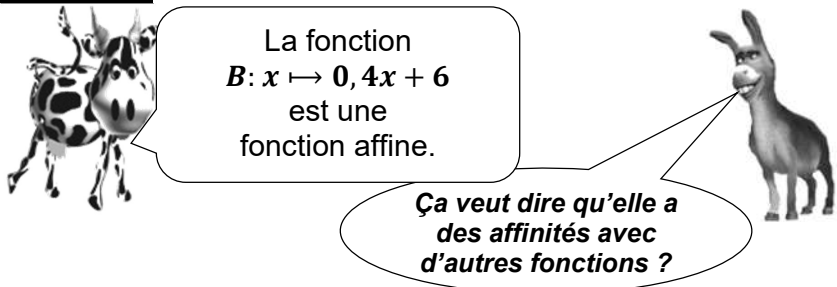 La fonction
B: x ↦ 0,4x + 6
est une
fonction affine.
Ça veut dire qu'elle a
des affinités avec
d'autres fonctions ?